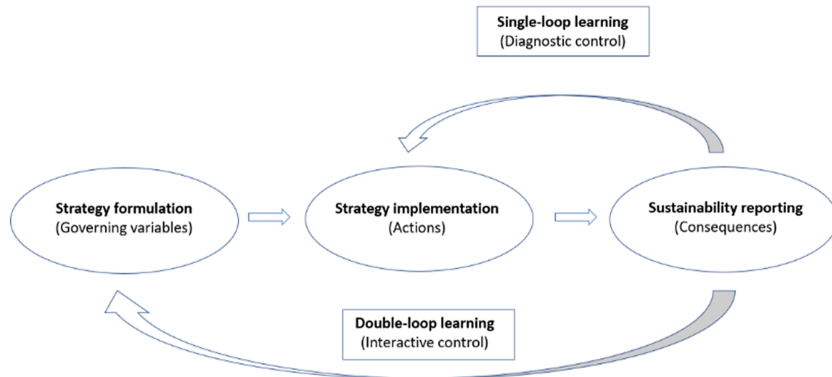 Single-loop learning
(Diagnostic control)
Strategy formulation
(Governing variables)
Strategy implementation
(Actions)
Sustainability reporting
(Consequences)
Double-loop learning
(Interactive control)